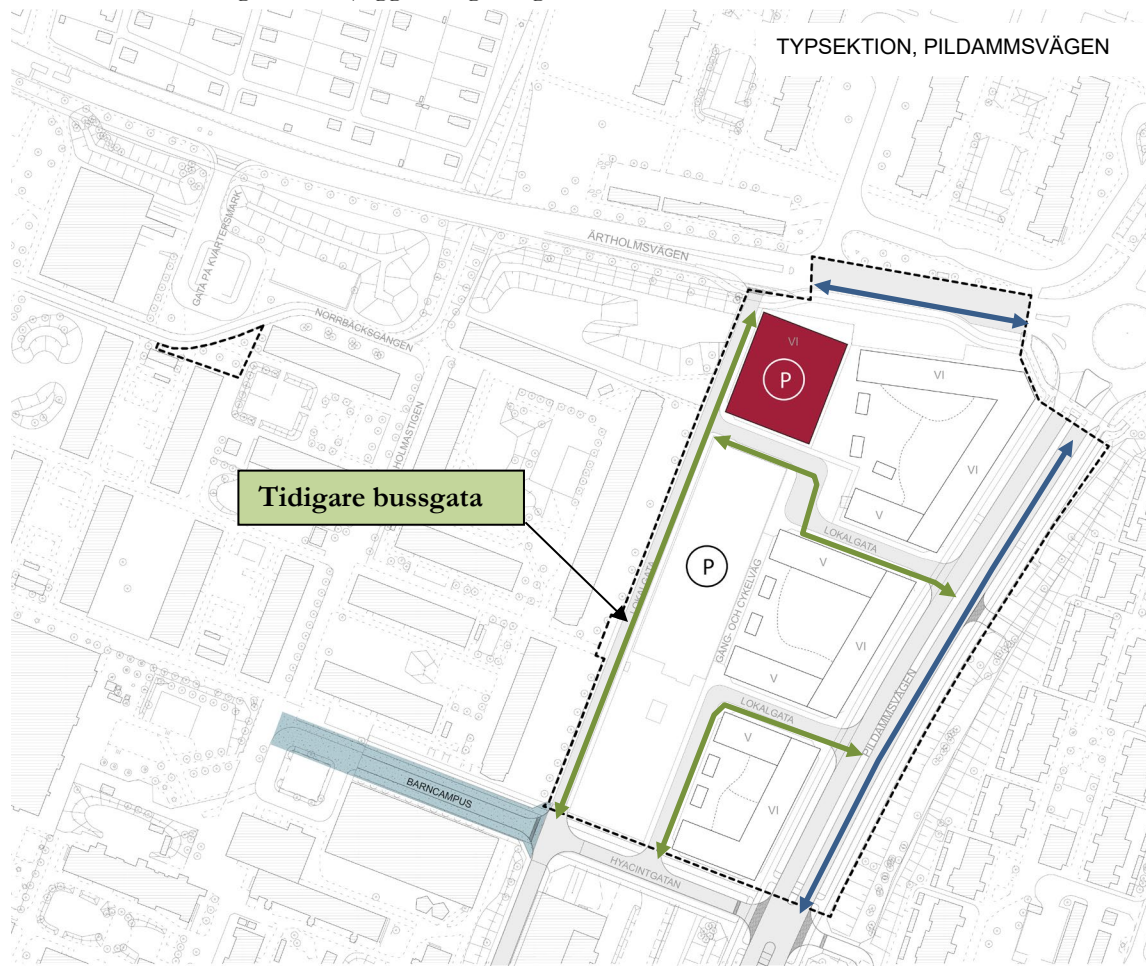 TYPSEKTION, PILDAMMSVÄGEN
ÄRTHOLMSVÄGEN
GATA PÅ KVARTERSMARK
NORRBÄCKSGÅNGEN
VI
P
VI
HOLMASTIGEN
VI
Tidigare bussgata
V
LOKALGATA
V
P
LOKALGATA
GÅNG- OCH CYKELVÄG
VI
V
LOKALGATA
PILDAMMSVÄGEN
V
BARNCAMPUS
VI
HYACINTGATAN